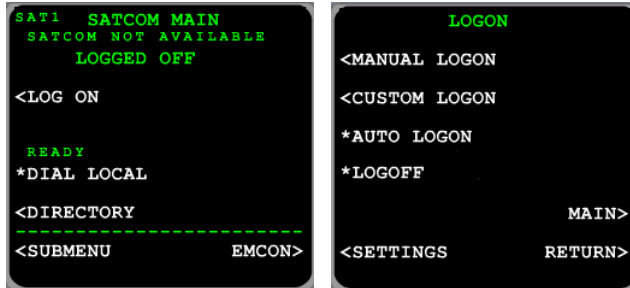 SAT1 SATCOM MAIN
SATCOM NOT AVAILABLE
LOGGED OFF
<LOG ON
READY
*DIAL LOCAL
<DIRECTORY
<SUBMENU EMCON>
LOGON
<MANUAL LOGON
<CUSTOM LOGON
*AUTO LOGON
*LOGOFF
MAIN>
<SETTINGS RETURN>